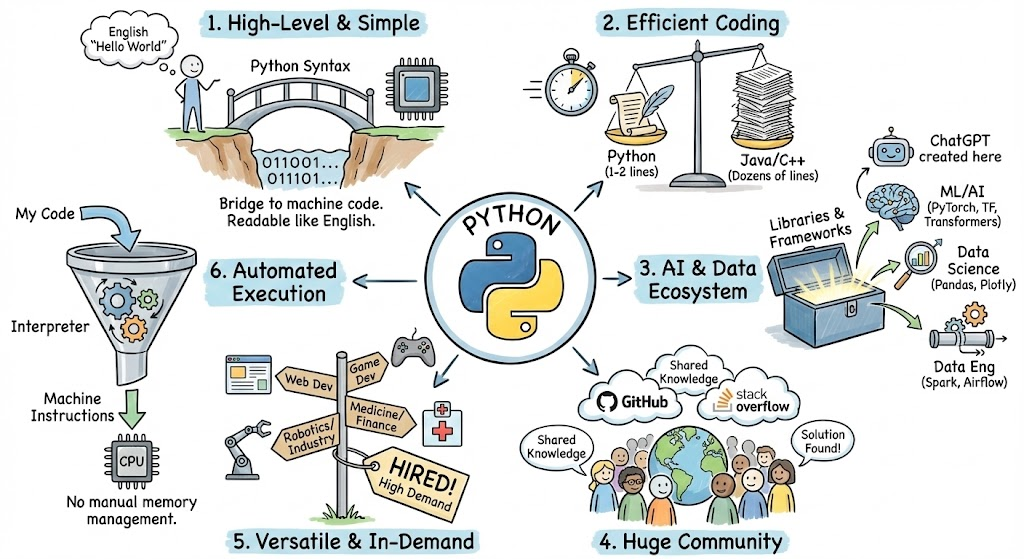 1. High-Level & Simple
English
"Hello World"
Python Syntax
011001...
011101...
Bridge to machine code.
Readable like English.
2. Efficient Coding
Python
(1-2 lines)
Java/C++
(Dozens of lines)
PYTHON
3. AI & Data
Ecosystem
Libraries &
Frameworks
ChatGPT
created here
ML/AI
(PyTorch, TF,
Transformers)
Data
Science
(Pandas, Plotly)
Data Eng
(Spark, Airflow)
Shared
Knowledge
GitHub
stack
overflow
Shared
Knowledge
Solution
Found!
4. Huge Community
Web Dev
Game
Dev
Medicine/
Finance
Robotics/
Industry
HIRED!
High Demand
5. Versatile & In-Demand
6. Automated
Execution
My Code
Interpreter
Machine
Instructions
CPU
No manual memory
management.